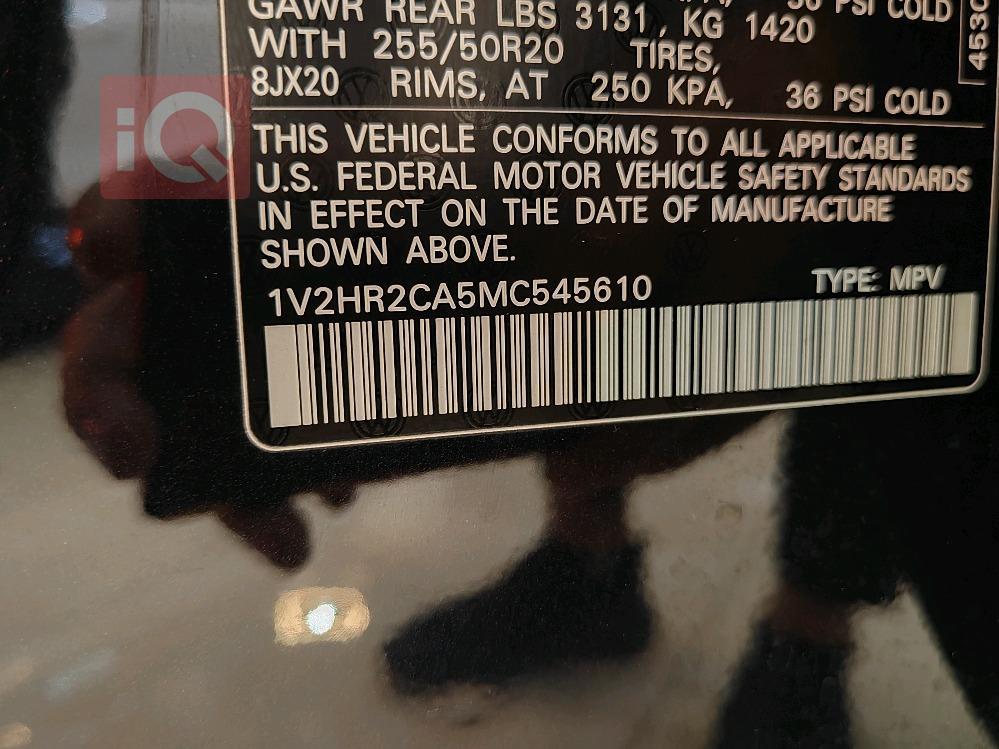 GAWR REAR LBS 3131, KG 1420
WITH 255/50R20 TIRES,
8JX20 RIMS, AT 250 KPA, 36 PSI COLD
THIS VEHICLE CONFORMS TO ALL APPLICABLE
U.S. FEDERAL MOTOR VEHICLE SAFETY STANDARDS
IN EFFECT ON THE DATE OF MANUFACTURE
SHOWN ABOVE.
1V2HR2CA5MC545610 TYPE: MPV
iQ